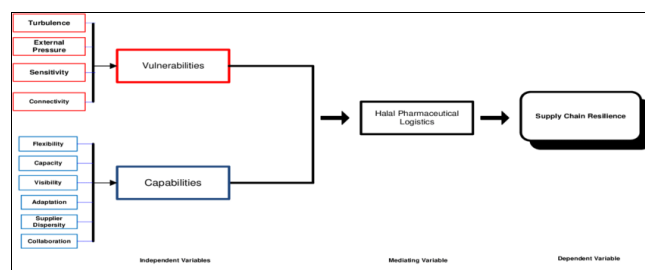 Turbulence
External
Pressure
Sensitivity
Connectivity
Vulnerabilities
Flexibility
Capacity
Visibility
Adaptation
Supplier
Dispersity
Collaboration
Capabilities
Halal Pharmaceutical
Logistics
Supply Chain Resilience
Independent Variables
Mediating Variable
Dependent Variable